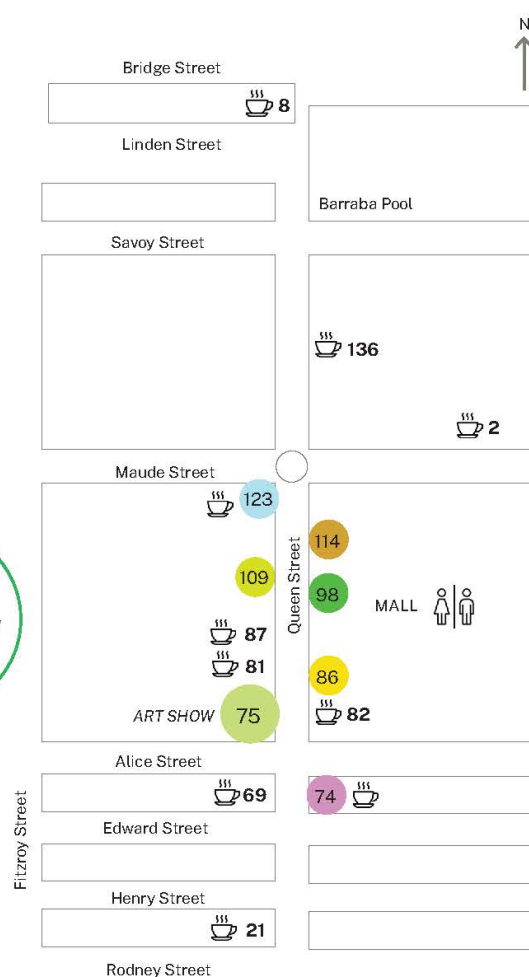 N
Bridge Street
8
Linden Street
Barraba Pool
Savoy Street
136
2
Maude Street
123
114
109
Queen Street
98
MALL
87
81
86
ART SHOW
75
82
Alice Street
69
74
Fitzroy Street
Edward Street
Henry Street
21
Rodney Street